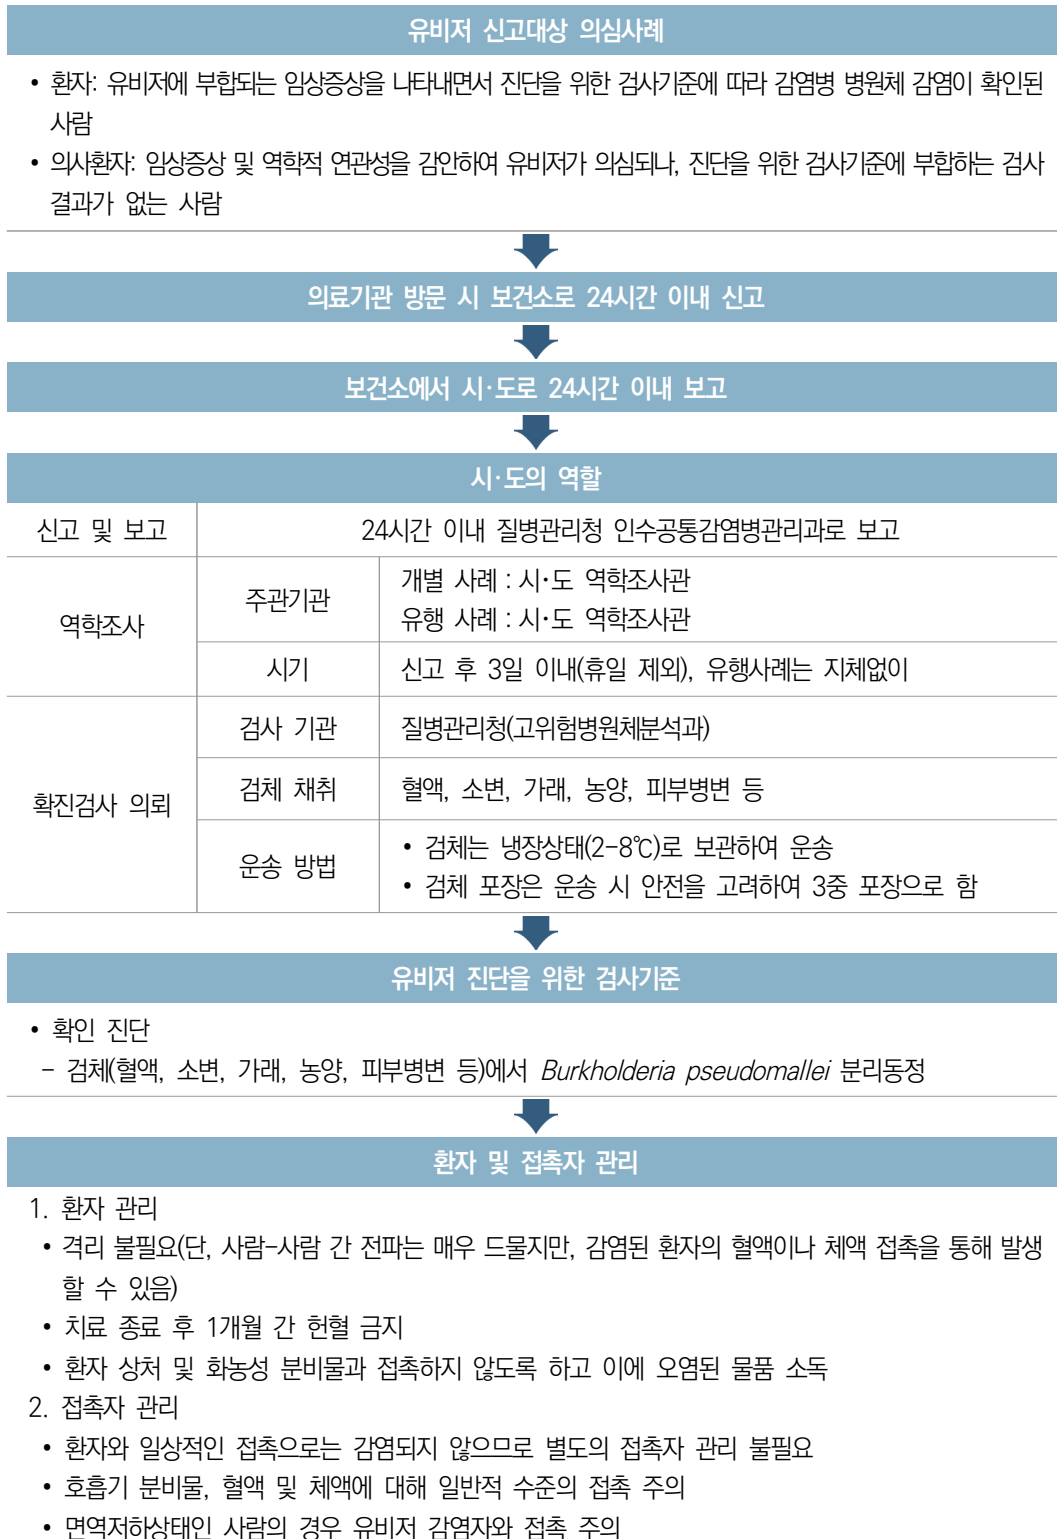 유비저 신고대상 의심사례
• 환자: 유비저에 부합되는 임상증상을 나타내면서 진단을 위한 검사기준에 따라 감염병 병원체 감염이 확인된
사람
• 의사환자: 임상증상 및 역학적 연관성을 감안하여 유비저가 의심되나, 진단을 위한 검사기준에 부합하는 검사
결과가 없는 사람
의료기관 방문 시 보건소로 24시간 이내 신고
보건소에서 시·도로 24시간 이내 보고
시·도의 역할
신고 및 보고 24시간 이내 질병관리청 인수공통감염병관리과로 보고
역학조사
주관기관
개별 사례 : 시·도 역학조사관
유행 사례 : 시·도 역학조사관
시기 신고 후 3일 이내(휴일 제외), 유행사례는 지체없이
확진검사 의뢰
검사 기관 질병관리청(고위험병원체분석과)
검체 채취 혈액, 소변, 가래, 농양, 피부병변 등
운송 방법
• 검체는 냉장상태(2-8℃)로 보관하여 운송
• 검체 포장은 운송 시 안전을 고려하여 3중 포장으로 함
유비저 진단을 위한 검사기준
• 확인 진단
- 검체(혈액, 소변, 가래, 농양, 피부병변 등)에서 Burkholderia pseudomallei 분리동정
환자 및 접촉자 관리
1. 환자 관리
• 격리 불필요(단, 사람-사람 간 전파는 매우 드물지만, 감염된 환자의 혈액이나 체액 접촉을 통해 발생
할 수 있음)
• 치료 종료 후 1개월 간 헌혈 금지
• 환자 상처 및 화농성 분비물과 접촉하지 않도록 하고 이에 오염된 물품 소독
2. 접촉자 관리
• 환자와 일상적인 접촉으로는 감염되지 않으므로 별도의 접촉자 관리 불필요
• 호흡기 분비물, 혈액 및 체액에 대해 일반적 수준의 접촉 주의
• 면역저하상태인 사람의 경우 유비저 감염자와 접촉 주의